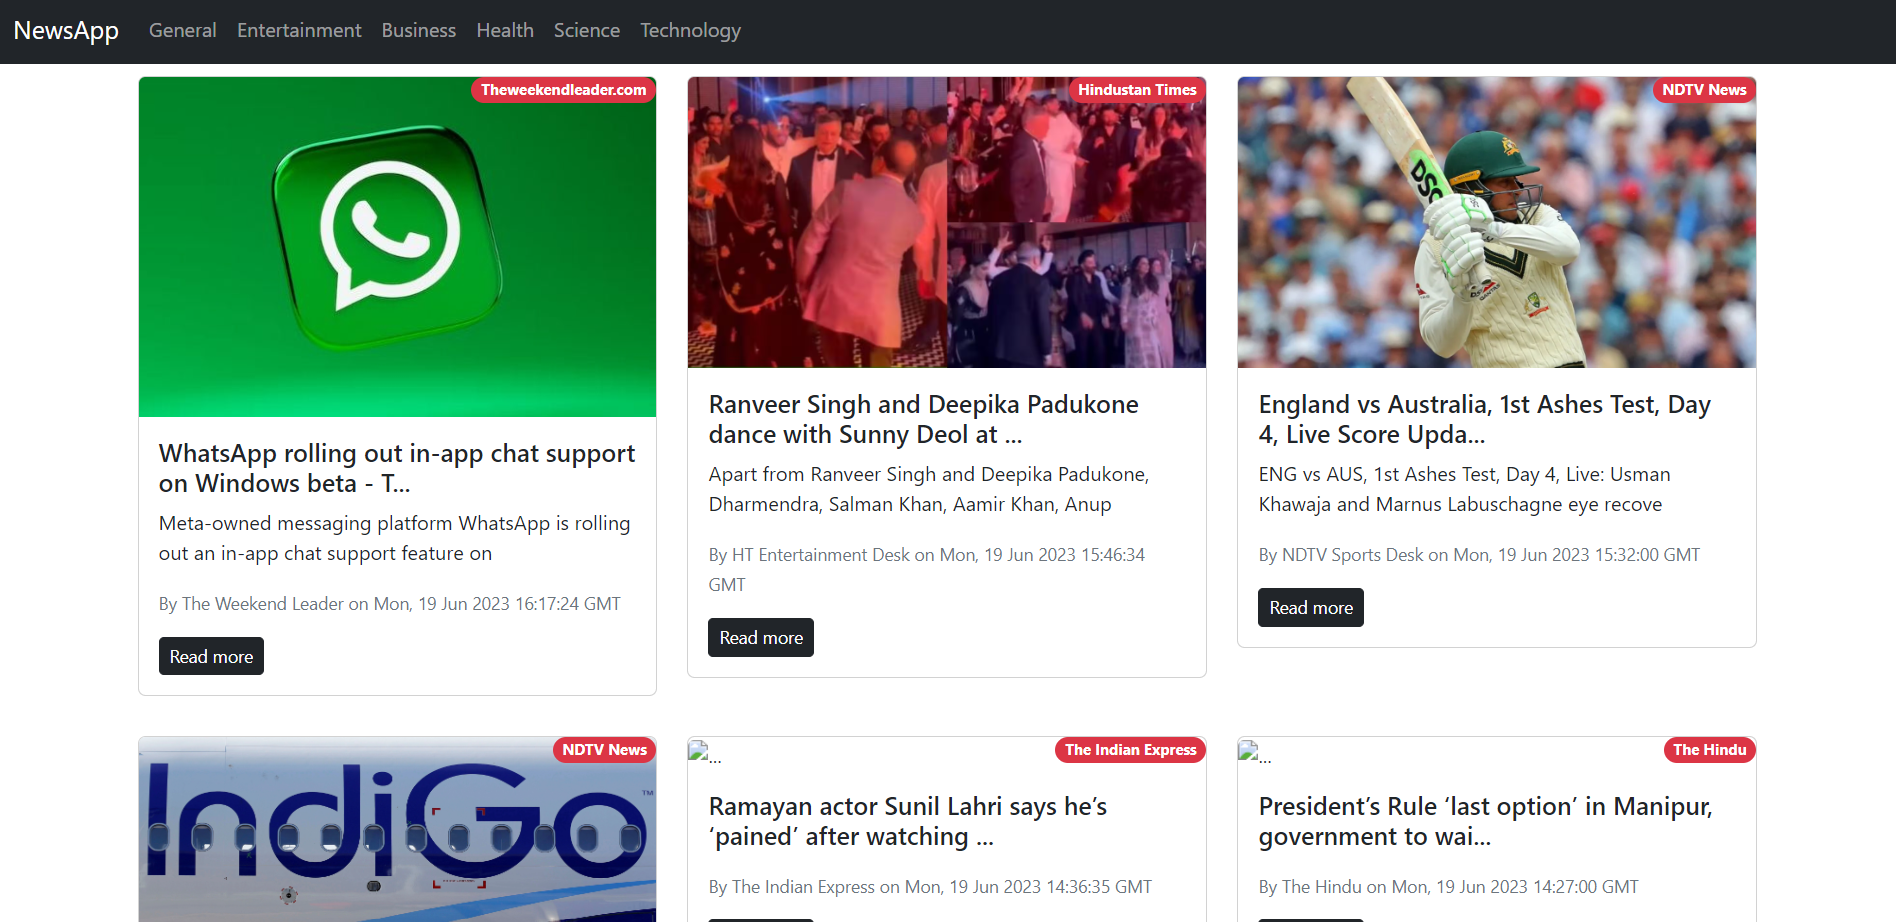 NewsApp General Entertainment Business Health Science Technology
Theweekendleader.com
WhatsApp rolling out in-app chat support
on Windows beta - T...
Meta-owned messaging platform WhatsApp is rolling
out an in-app chat support feature on
By The Weekend Leader on Mon, 19 Jun 2023 16:17:24 GMT
Read more
Hindustan Times
Ranveer Singh and Deepika Padukone
dance with Sunny Deol at ...
Apart from Ranveer Singh and Deepika Padukone,
Dharmendra, Salman Khan, Aamir Khan, Anup
By HT Entertainment Desk on Mon, 19 Jun 2023 15:46:34
GMT
Read more
NDTV News
DSC
England vs Australia, 1st Ashes Test, Day
4, Live Score Upda...
ENG vs AUS, 1st Ashes Test, Day 4, Live: Usman
Khawaja and Marnus Labuschagne eye recove
By NDTV Sports Desk on Mon, 19 Jun 2023 15:32:00 GMT
Read more
NDTV News
IndiGo
TM
The Indian Express
...
Ramayan actor Sunil Lahri says he’s
‘pained’ after watching ...
By The Indian Express on Mon, 19 Jun 2023 14:36:35 GMT
The Hindu
...
President’s Rule ‘last option’ in Manipur,
government to wai...
By The Hindu on Mon, 19 Jun 2023 14:27:00 GMT